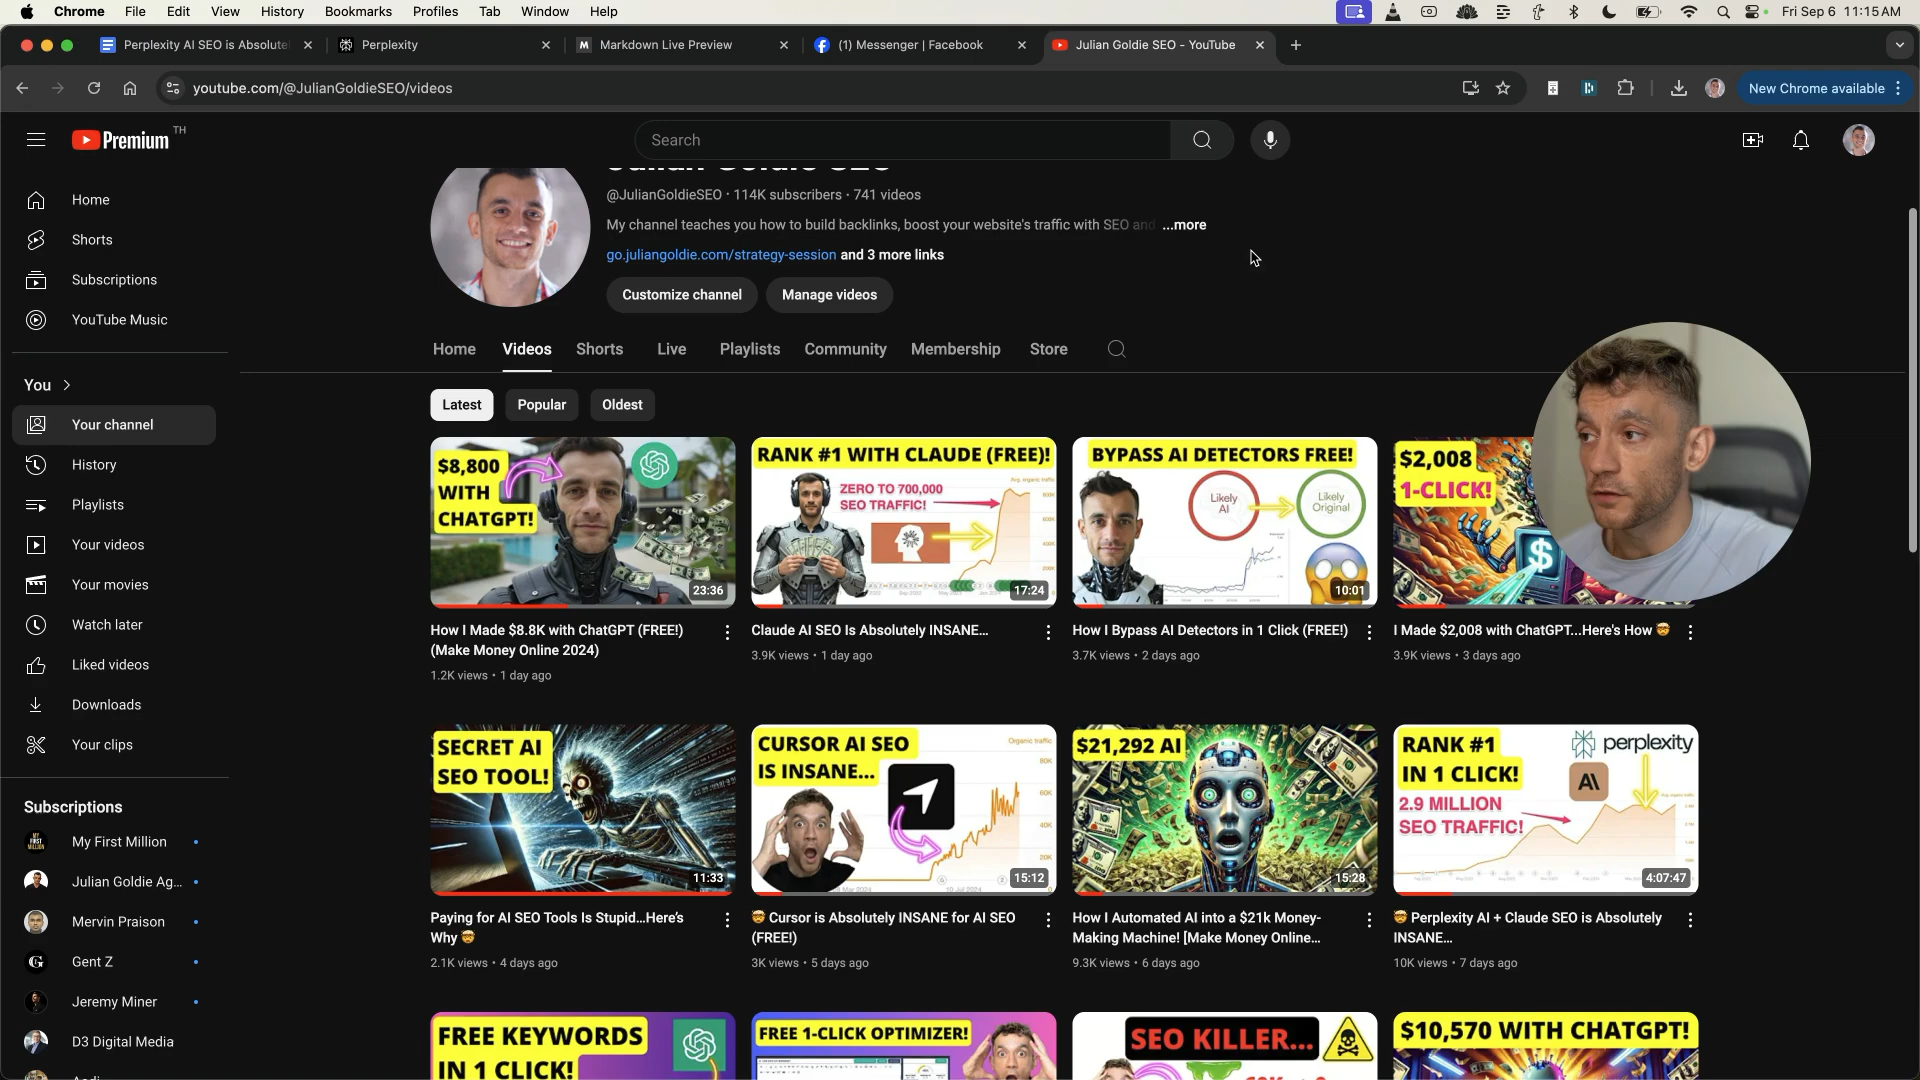 Chrome File Edit View History Bookmarks Profiles Tab Window Help Fri Sep 6 11:15 AM
Perplexity AI SEO is Absolute
Perplexity
Markdown Live Preview
(1) Messenger | Facebook
Julian Goldie SEO - YouTube
youtube.com/@JulianGoldieSEO/videos
New Chrome available
Premium TH
Search
Home
Shorts
Subscriptions
YouTube Music
You
Your channel
History
Playlists
Your videos
Your movies
Watch later
Liked videos
Downloads
Your clips
Subscriptions
My First Million
Julian Goldie Ag...
Mervin Praison
Gent Z
Jeremy Miner
D3 Digital Media
Julian Goldie SEO
@JulianGoldieSEO · 114K subscribers · 741 videos
My channel teaches you how to build backlinks, boost your website's traffic with SEO and ...more
go.juliangoldie.com/strategy-session and 3 more links
Customize channel
Manage videos
Home Videos Shorts Live Playlists Community Membership Store
Latest Popular Oldest
$8,800
WITH
CHATGPT!
23:36
How I Made $8.8K with ChatGPT (FREE!)
(Make Money Online 2024)
1.2K views • 1 day ago
RANK #1 WITH CLAUDE (FREE)!
ZERO TO 700,000
SEO TRAFFIC!
17:24
Claude AI SEO Is Absolutely INSANE...
3.9K views • 1 day ago
BYPASS AI DETECTORS FREE!
Likely
AI
Likely
Original
10:01
How I Bypass AI Detectors in 1 Click (FREE!)
3.7K views • 2 days ago
$2,008
1-CLICK!
$
I Made $2,008 with ChatGPT...Here's How 🤯
3.9K views • 3 days ago
SECRET AI
SEO TOOL!
11:33
Paying for AI SEO Tools Is Stupid...Here's
Why 🤯
2.1K views • 4 days ago
CURSOR AI SEO
IS INSANE...
Organic traffic
80K
60K
40K
20K
15:12
🤯 Cursor is Absolutely INSANE for AI SEO
(FREE!)
3K views • 5 days ago
$21,292 AI
15:28
How I Automated AI into a $21k Money-
Making Machine! [Make Money Online...
9.3K views • 6 days ago
RANK #1
IN 1 CLICK!
perplexity
AI
2.9 MILLION
SEO TRAFFIC!
4:07:47
🤯 Perplexity AI + Claude SEO is Absolutely
INSANE...
10K views • 7 days ago
FREE KEYWORDS
IN 1 CLICK!
FREE 1-CLICK OPTIMIZER!
SEO KILLER...
$10,570 WITH CHATGPT!